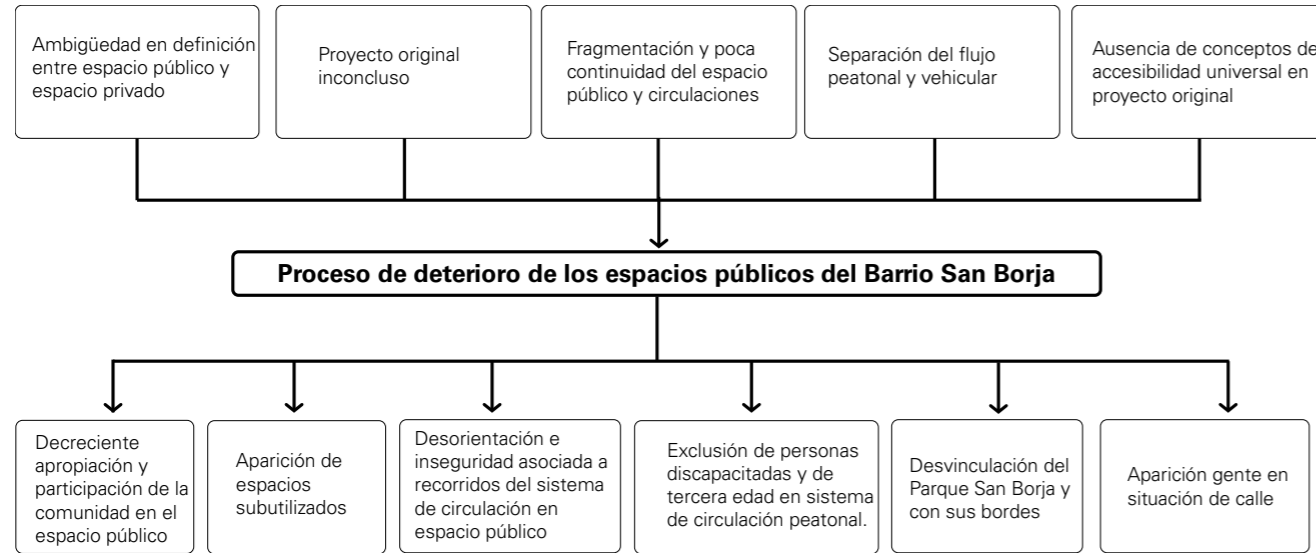 Ambigüedad en definición
entre espacio público y
espacio privado
Proyecto original
inconcluso
Fragmentación y poca
continuidad del espacio
público y circulaciones
Separación del flujo
peatonal y vehicular
Ausencia de conceptos de
accesibilidad universal en
proyecto original
Proceso de deterioro de los espacios públicos del Barrio San Borja
Decreciente
apropiación y
participación de la
comunidad en el
espacio público
Aparición de
espacios
subutilizados
Desorientación e
inseguridad asociada a
recorridos del sistema
de circulación en
espacio público
Exclusión de personas
discapacitadas y de
tercera edad en sistema
de circulación peatonal.
Desvinculación del
Parque San Borja y
con sus bordes
Aparición gente en
situación de calle